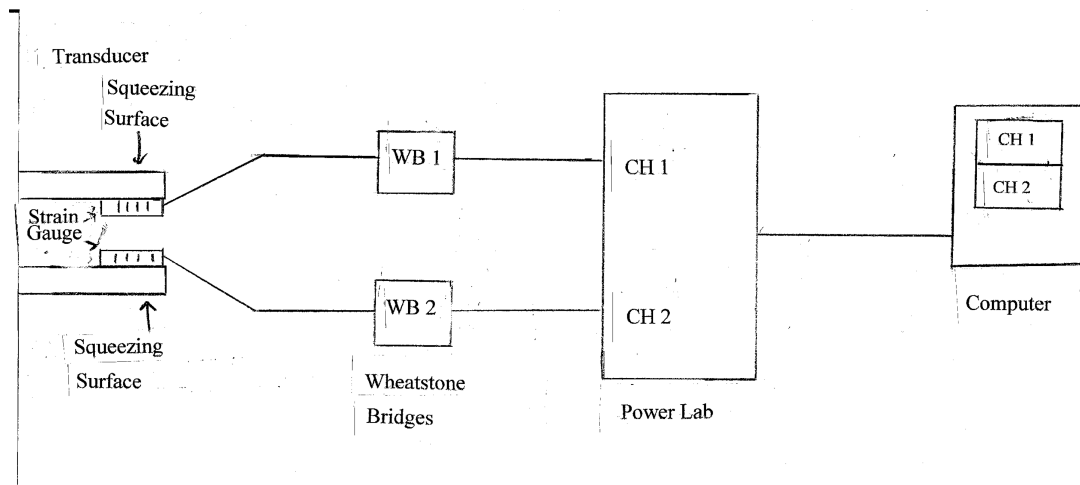 Transducer
Squeezing
Surface
WB 1
CH 1
CH 1
CH 2
Strain
Gauge
WB 2
CH 2
Computer
Squeezing
Surface
Wheatstone
Bridges
Power Lab